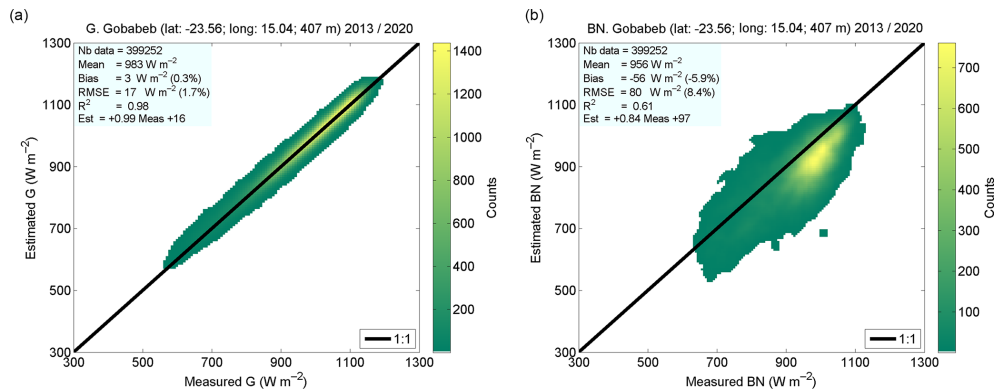 (a)
G. Gobabeb (lat: -23.56; long: 15.04; 407 m) 2013 / 2020
Nb data = 399252
Mean = 983 W m−2
Bias = 3 W m−2 (0.3%)
RMSE = 17 W m−2 (1.7%)
R2 = 0.98
Est = +0.99 Meas +16
1300
1100
900
700
500
300
Estimated G (W m−2)
300 700 900 1100 1300
Measured G (W m−2)
1:1
1400
1200
1000
800
600
400
200
Counts
(b)
BN. Gobabeb (lat: -23.56; long: 15.04; 407 m) 2013 / 2020
Nb data = 399252
Mean = 956 W m−2
Bias = -56 W m−2 (-5.9%)
RMSE = 80 W m−2 (8.4%)
R2 = 0.61
Est = +0.84 Meas +97
1300
1100
900
700
500
300
Estimated BN (W m−2)
300 700 900 1100 1300
Measured BN (W m−2)
1:1
700
600
500
400
300
200
100
Counts